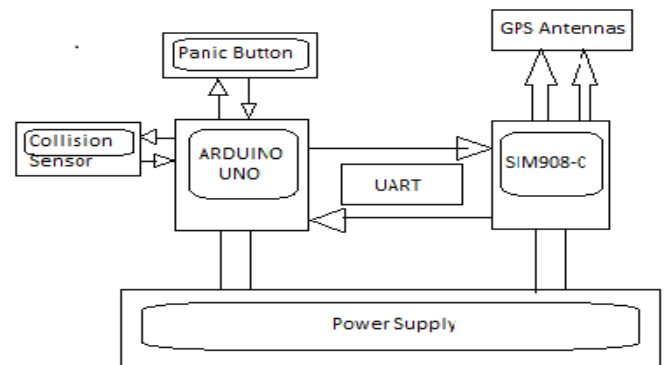 GPS Antennas
Panic Button
Collision
Sensor
ARDUINO
UNO
SIM908-C
UART
Power Supply